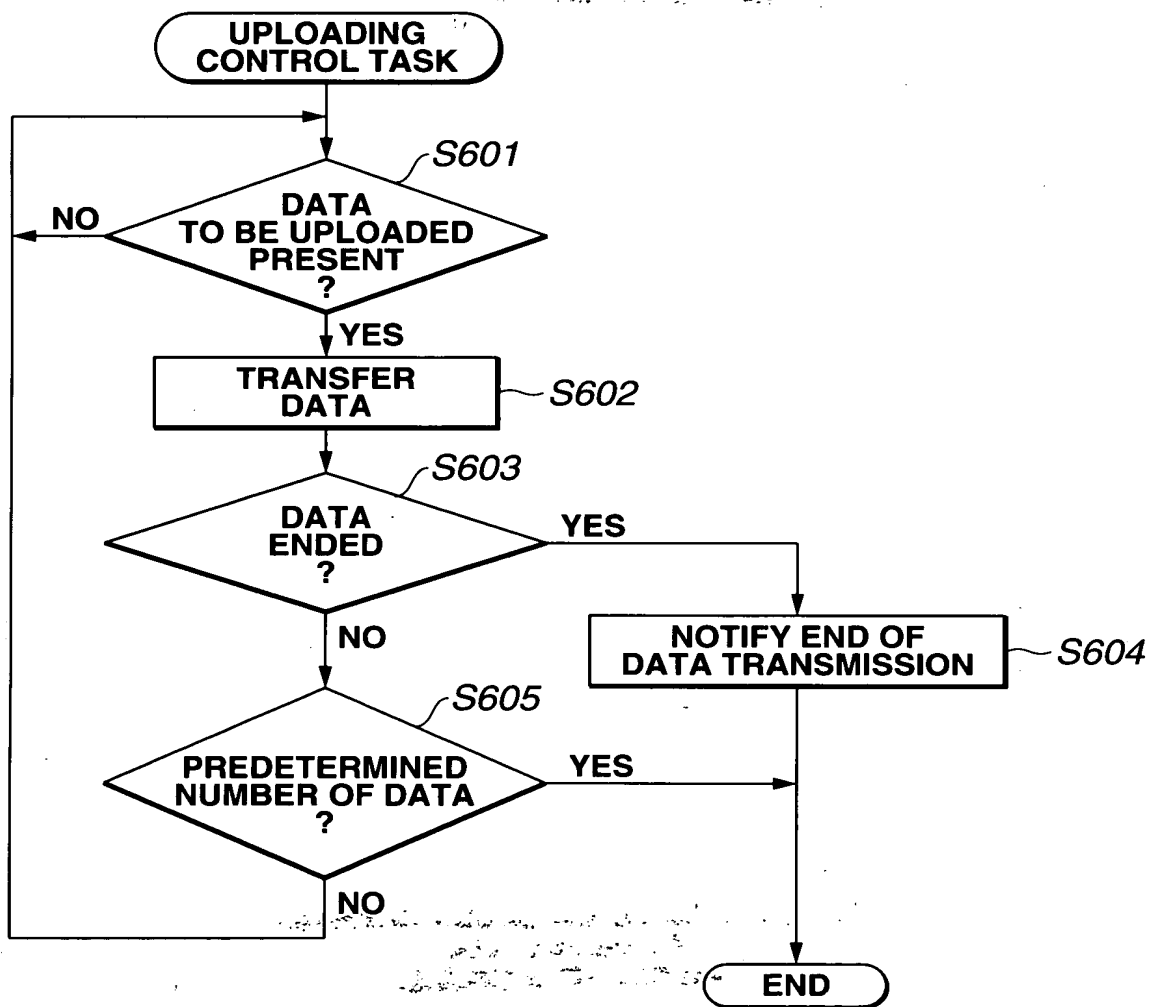 UPLOADING
CONTROL TASK
S601
DATA
TO BE UPLOADED
PRESENT
?
NO
YES
TRANSFER
DATA
S602
S603
DATA
ENDED
?
YES
NO
NOTIFY END OF
DATA TRANSMISSION
S604
S605
PREDETERMINED
NUMBER OF DATA
?
YES
NO
END